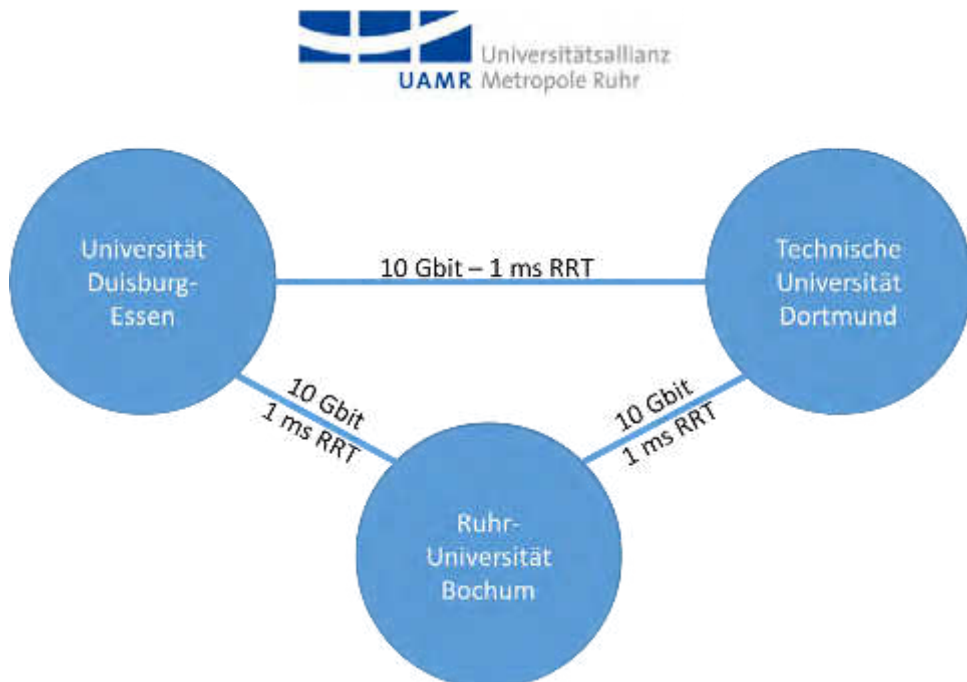 Universitätsallianz
UAMR Metropole Ruhr
Universität
Duisburg-
Essen
10 Gbit – 1 ms RRT
Technische
Universität
Dortmund
10 Gbit
1 ms RRT
10 Gbit
1 ms RRT
Ruhr-
Universität
Bochum